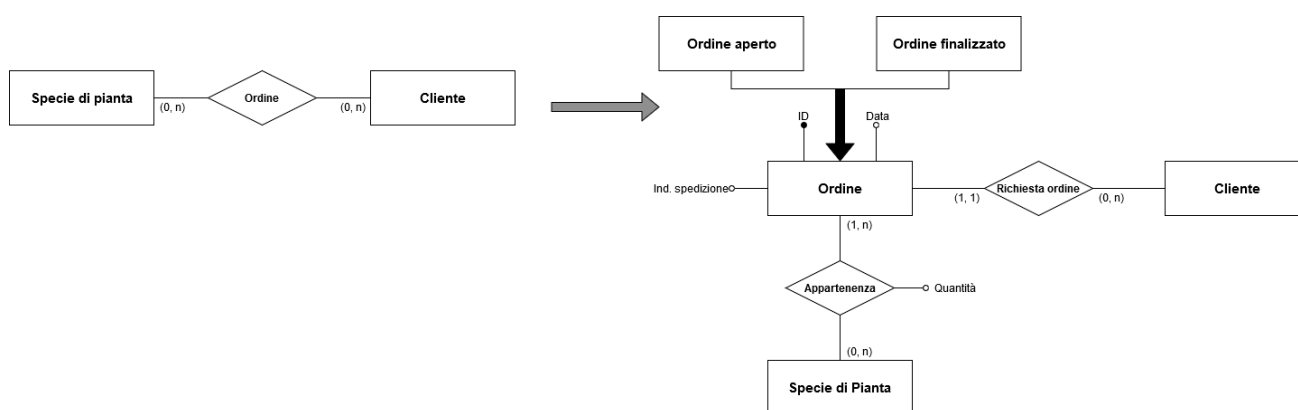 Specie di pianta
(0, n)
Ordine
(0, n)
Cliente
Ordine aperto
Ordine finalizzato
ID
Data
Ind. spedizione
Ordine
(1, 1)
Richiesta ordine
(0, n)
Cliente
(1, n)
Appartenenza
Quantità
(0, n)
Specie di Pianta